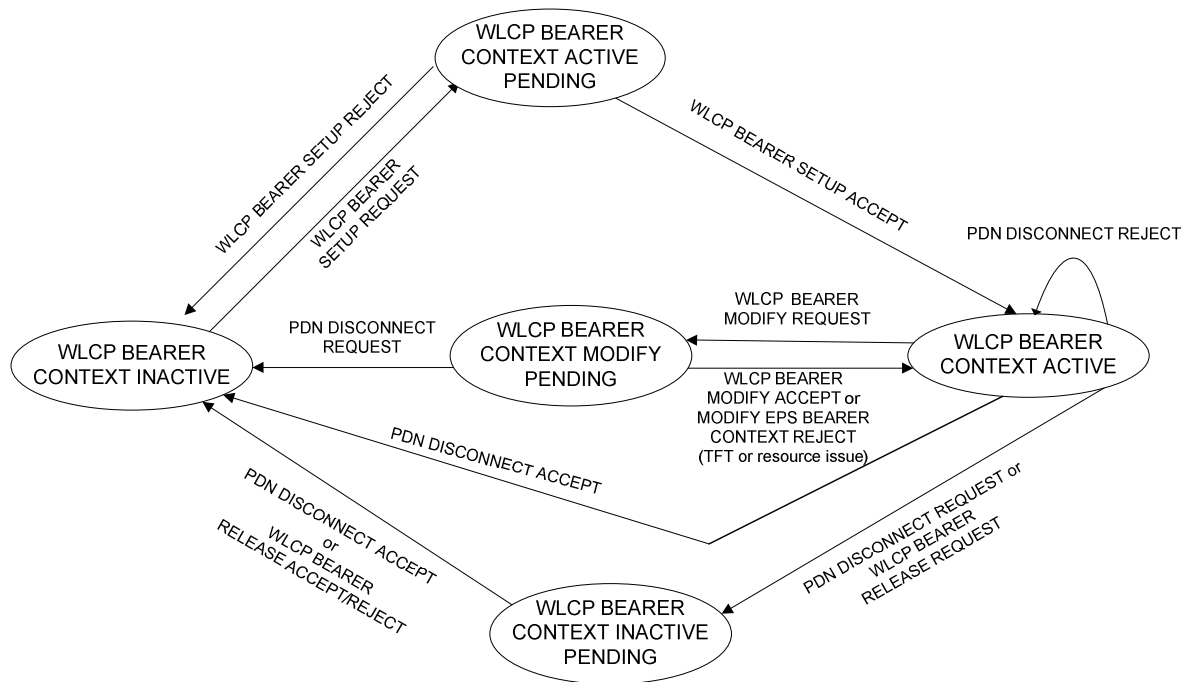 WLCP BEARER
CONTEXT ACTIVE
PENDING
WLCP BEARER SETUP REJECT
WLCP BEARER
SETUP REQUEST
WLCP BEARER SETUP ACCEPT
PDN DISCONNECT REJECT
WLCP BEARER
CONTEXT INACTIVE
PDN DISCONNECT
REQUEST
WLCP BEARER
CONTEXT MODIFY
PENDING
WLCP BEARER
MODIFY REQUEST
WLCP BEARER
CONTEXT ACTIVE
WLCP BEARER
MODIFY ACCEPT or
MODIFY EPS BEARER
CONTEXT REJECT
(TFT or resource issue)
PDN DISCONNECT ACCEPT
PDN DISCONNECT ACCEPT
or
WLCP BEARER
RELEASE ACCEPT/REJECT
PDN DISCONNECT REQUEST or
WLCP BEARER
RELEASE REQUEST
WLCP BEARER
CONTEXT INACTIVE
PENDING